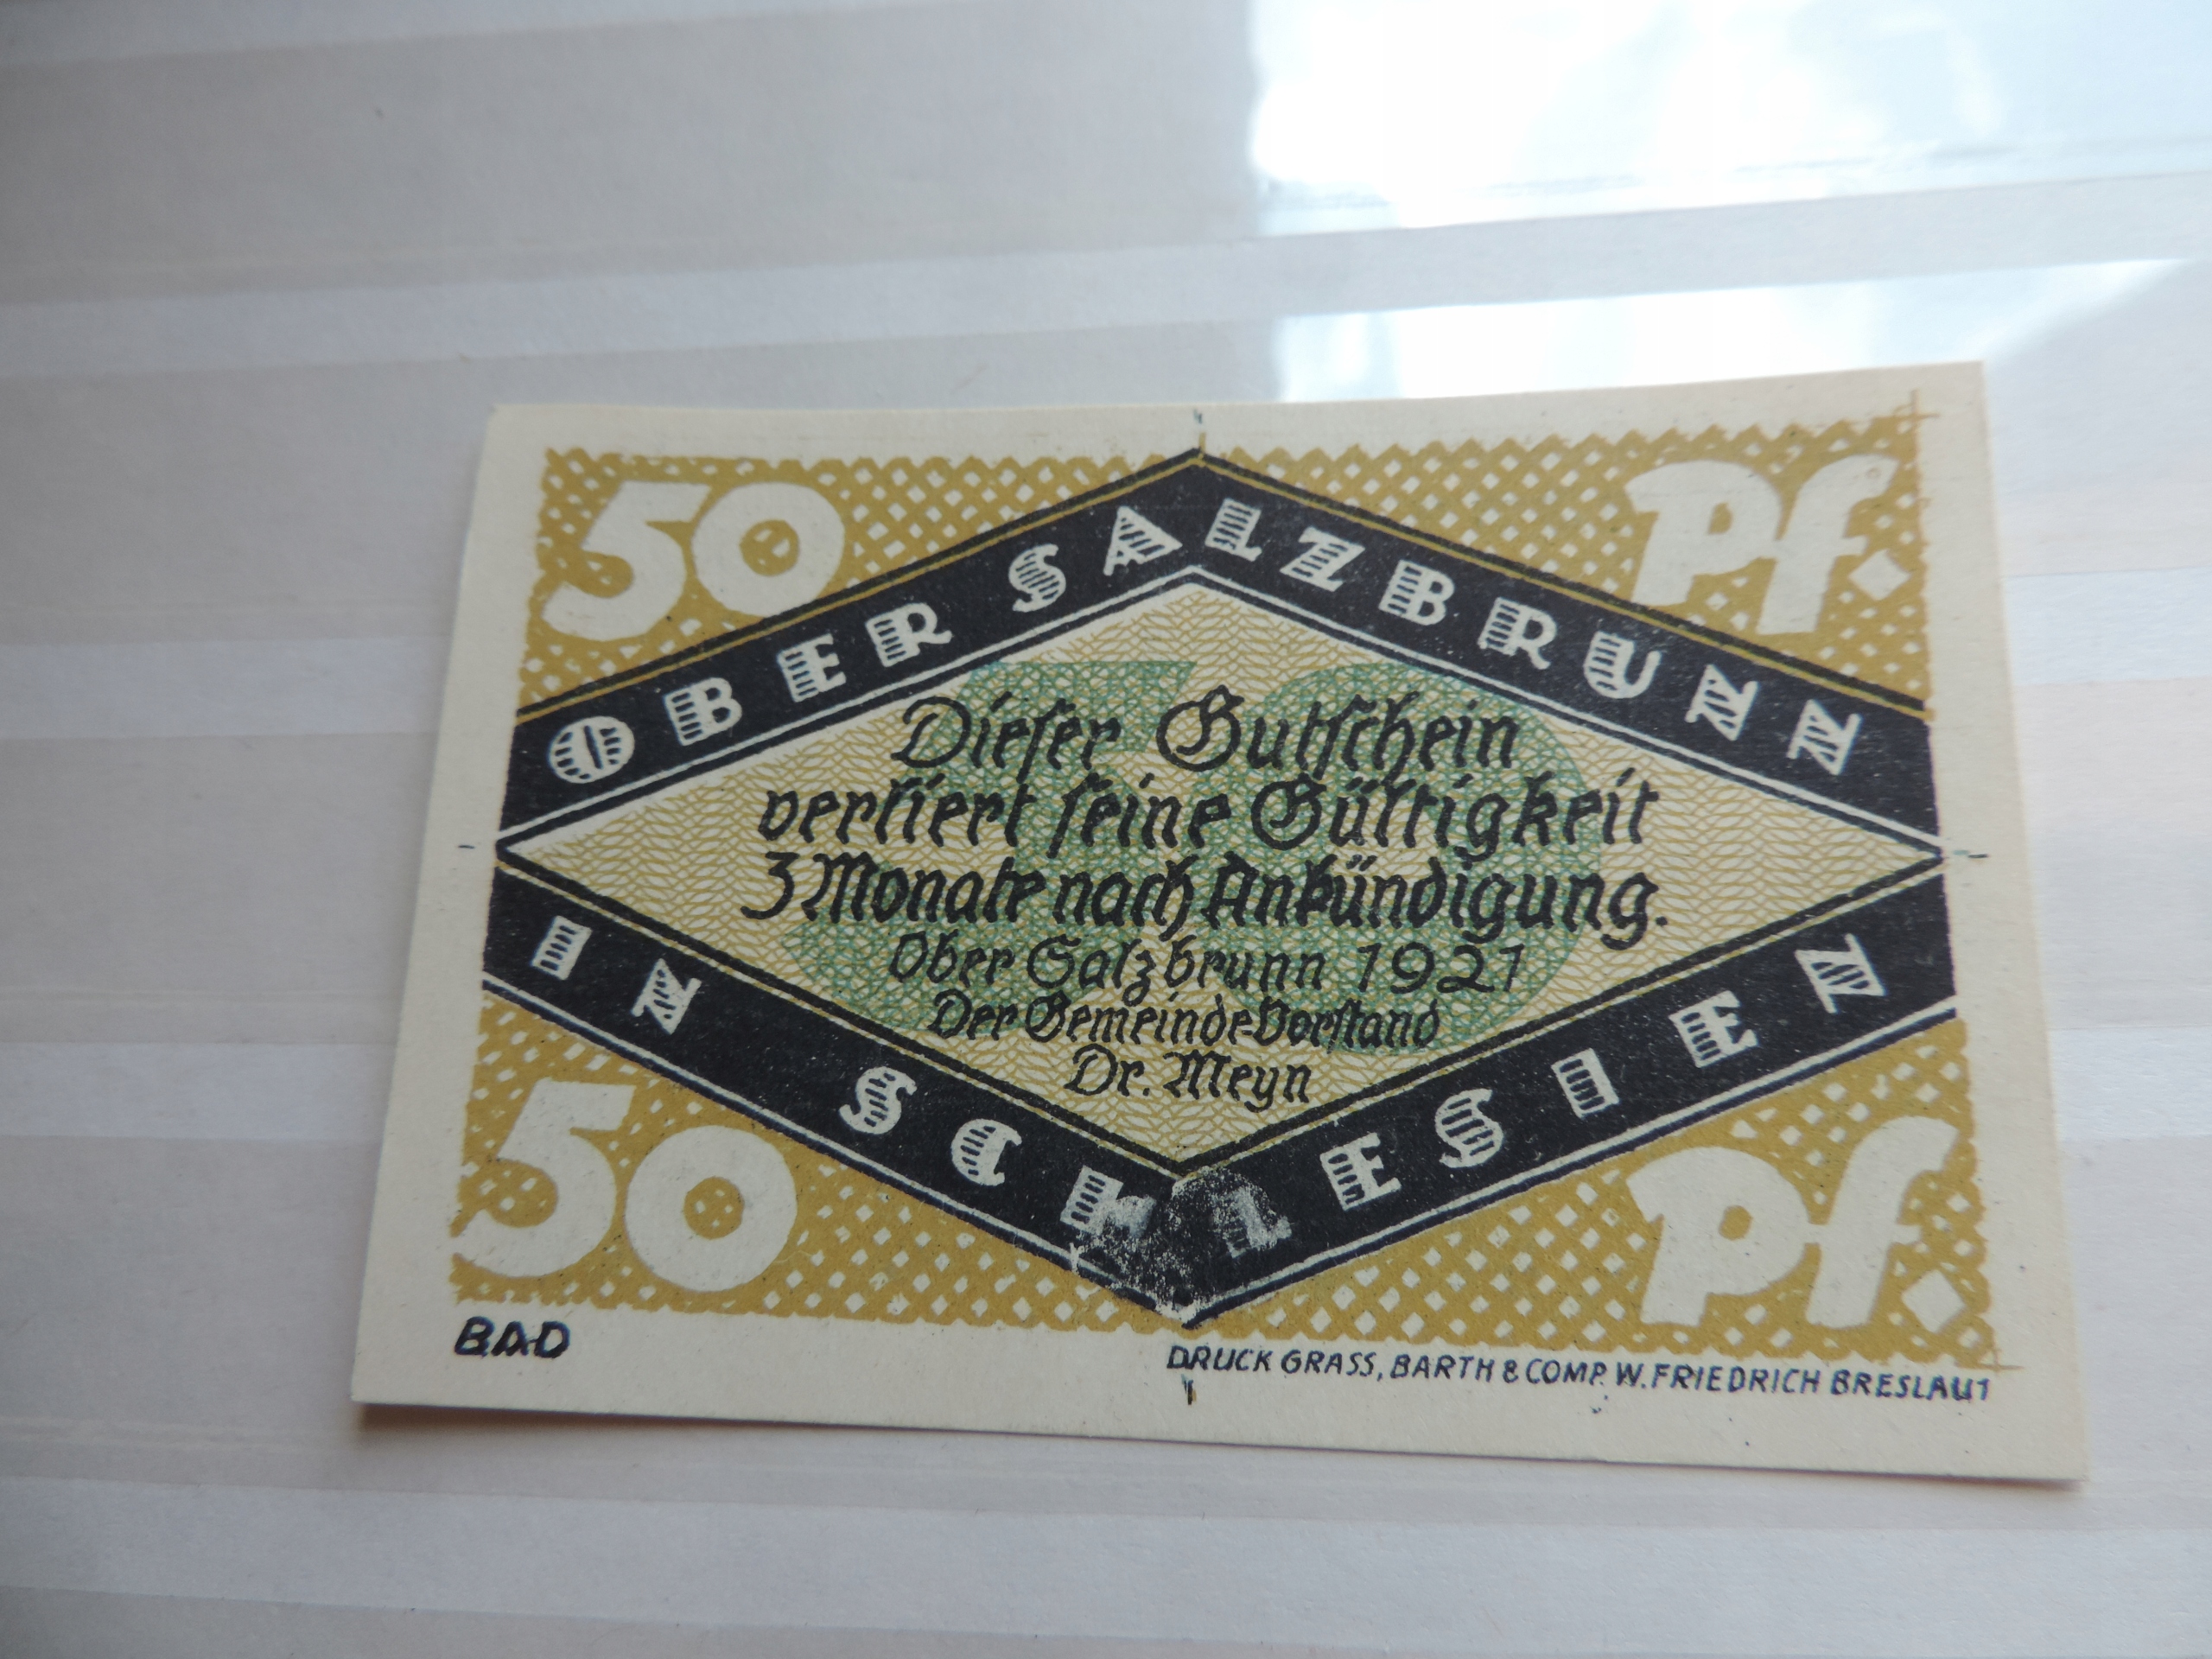 50 Pf.
OBER SALZBRUNN
Dieser Gutschein
verliert seine Gültigkeit
3 Monate nach Ankündigung.
Ober Salzbrunn 1921
Der Gemeinde-Vorstand
Dr. Meyn
IN SCHLESIEN
50 Pf.
BAD
DRUCK GRASS, BARTH & COMP. W. FRIEDRICH BRESLAU 1